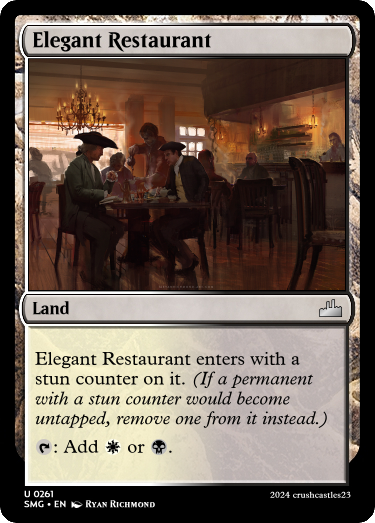 Elegant Restaurant
Land
Elegant Restaurant enters with a
stun counter on it. (If a permanent
with a stun counter would become
untapped, remove one from it instead.)
: Add or .
U 0261
SMG • EN Ryan Richmond
2024 crushcastles23